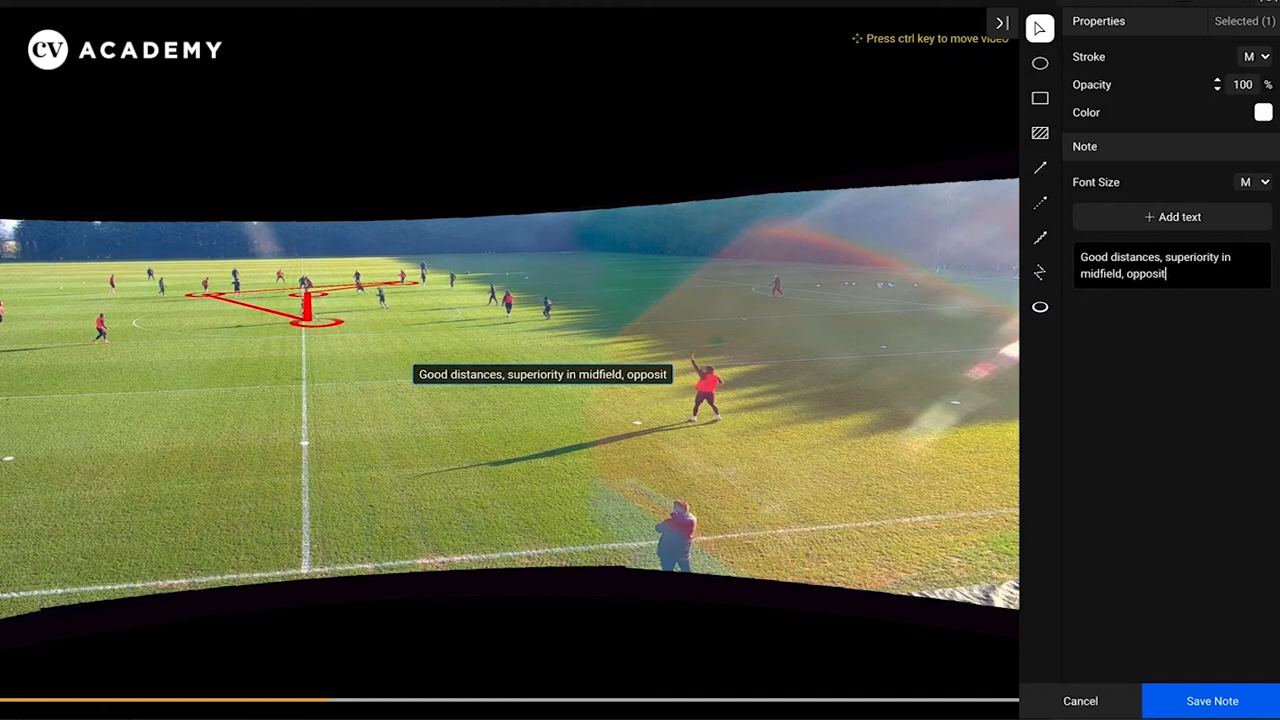 CV ACADEMY
Press ctrl key to move video
Properties
Selected (1)
Stroke
M
Opacity
100 %
Color
Note
Font Size
M
+ Add text
Good distances, superiority in
midfield, opposit
Good distances, superiority in midfield, opposit
Cancel
Save Note